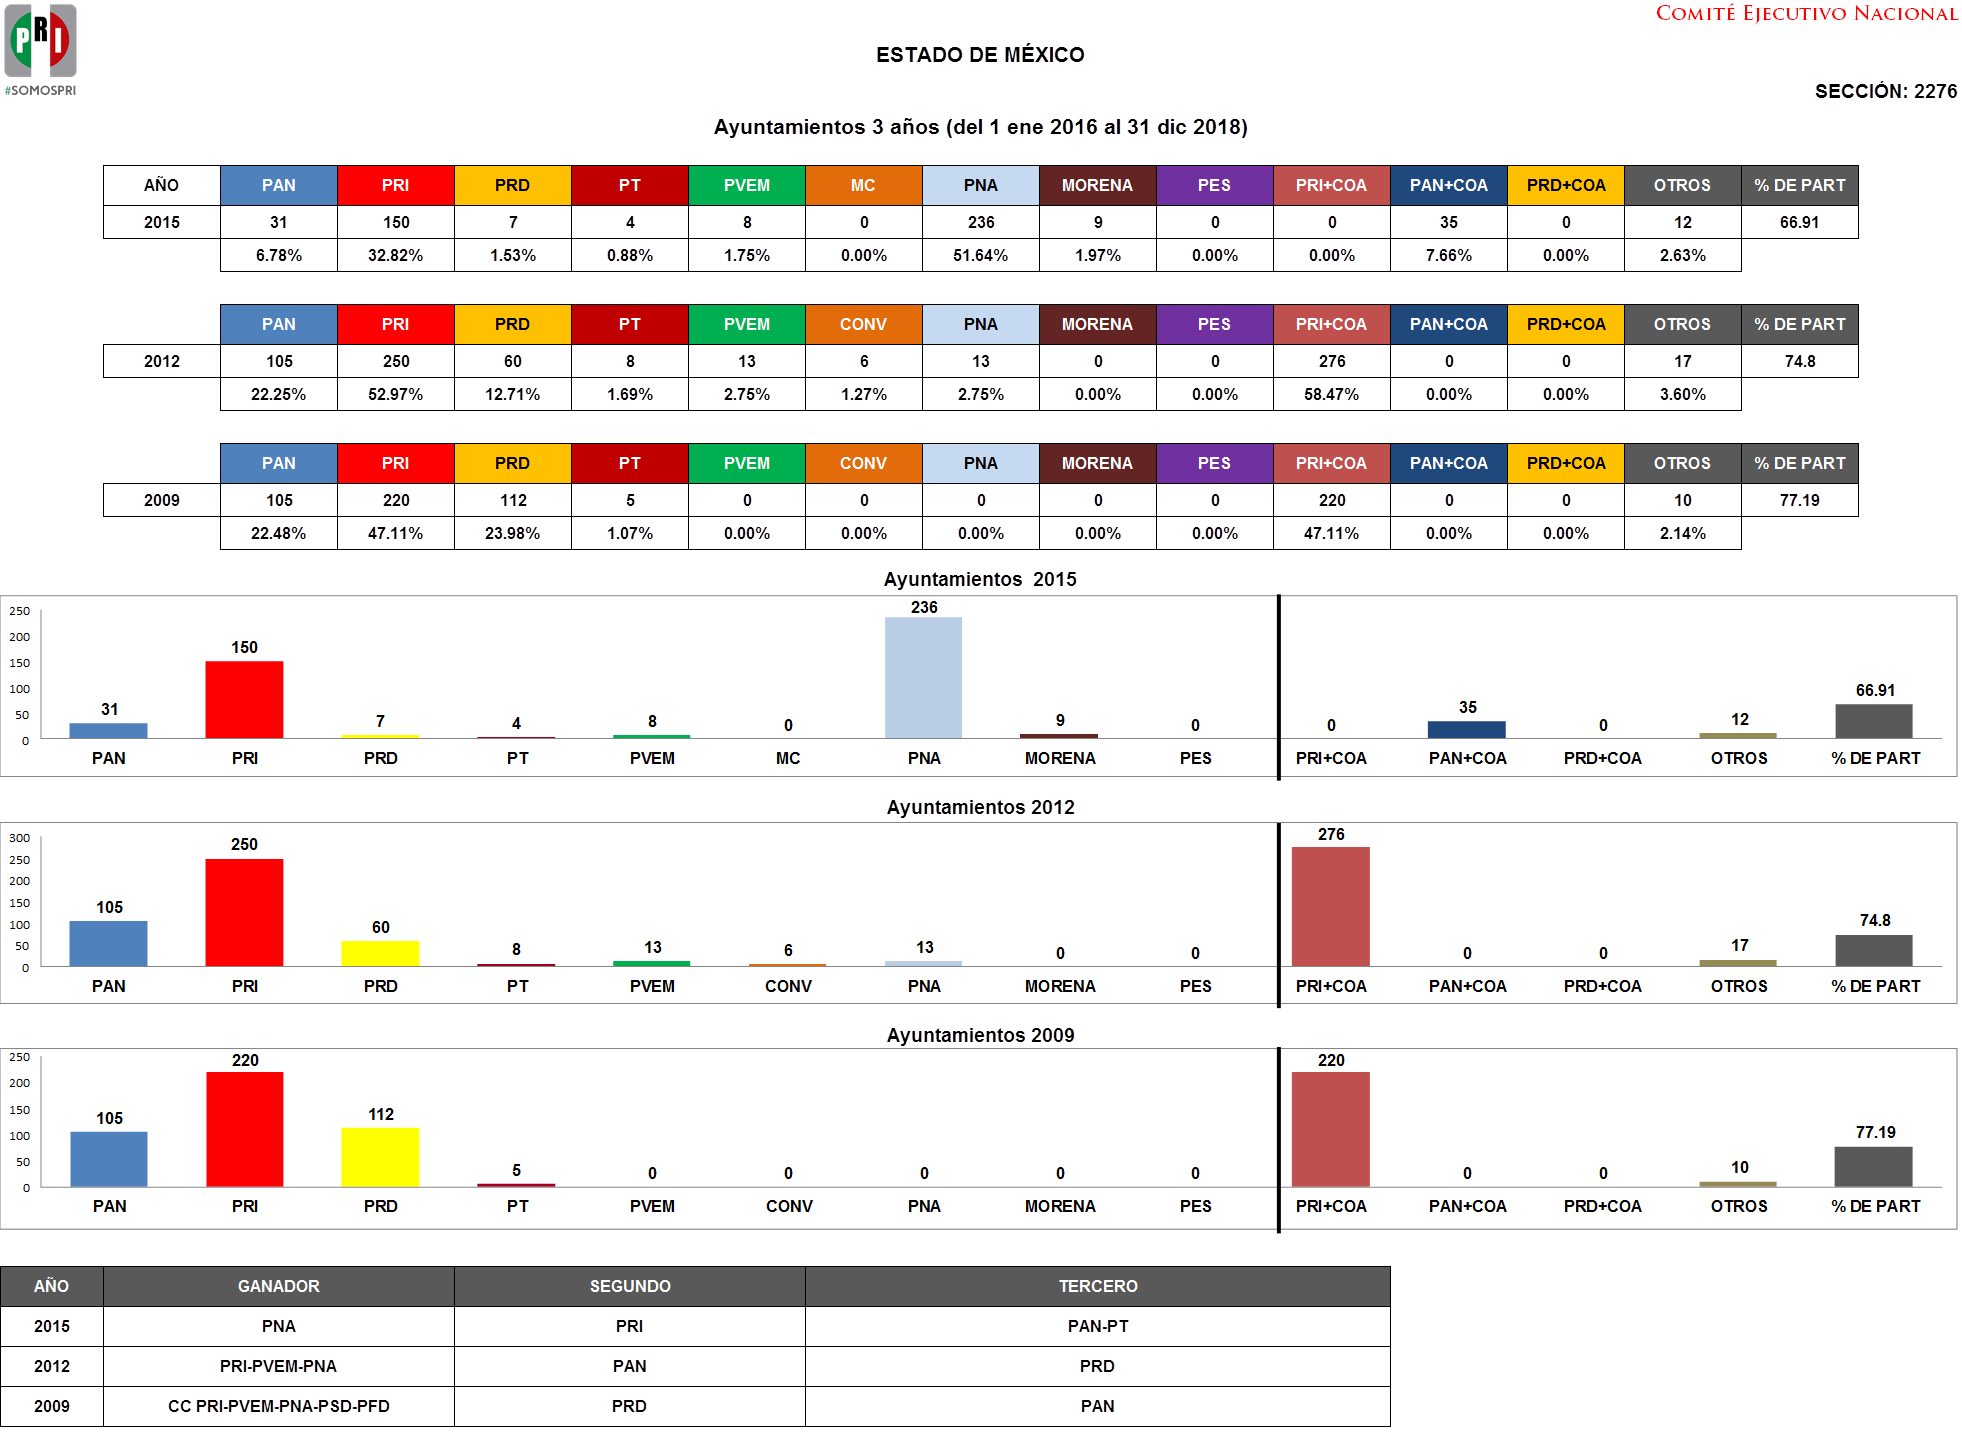 PRI
#SOMOSPRI
COMITÉ EJECUTIVO NACIONAL
ESTADO DE MÉXICO
SECCIÓN: 2276
Ayuntamientos 3 años (del 1 ene 2016 al 31 dic 2018)
AÑO PAN PRI PRD PT PVEM MC PNA MORENA PES PRI+COA PAN+COA PRD+COA OTROS % DE PART
2015 31 150 7 4 8 0 236 9 0 0 35 0 12 66.91
6.78% 32.82% 1.53% 0.88% 1.75% 0.00% 51.64% 1.97% 0.00% 0.00% 7.66% 0.00% 2.63%
PAN PRI PRD PT PVEM CONV PNA MORENA PES PRI+COA PAN+COA PRD+COA OTROS % DE PART
2012 105 250 60 8 13 6 13 0 0 276 0 0 17 74.8
22.25% 52.97% 12.71% 1.69% 2.75% 1.27% 2.75% 0.00% 0.00% 58.47% 0.00% 0.00% 3.60%
PAN PRI PRD PT PVEM CONV PNA MORENA PES PRI+COA PAN+COA PRD+COA OTROS % DE PART
2009 105 220 112 5 0 0 0 0 0 220 0 0 10 77.19
22.48% 47.11% 23.98% 1.07% 0.00% 0.00% 0.00% 0.00% 0.00% 47.11% 0.00% 0.00% 2.14%
Ayuntamientos 2015
250
200
150
100
50
0
31 150 7 4 8 0 236 9 0 0 35 0 12 66.91
PAN PRI PRD PT PVEM MC PNA MORENA PES PRI+COA PAN+COA PRD+COA OTROS % DE PART
Ayuntamientos 2012
300
250
200
150
100
50
0
105 250 60 8 13 6 13 0 0 276 0 0 17 74.8
PAN PRI PRD PT PVEM CONV PNA MORENA PES PRI+COA PAN+COA PRD+COA OTROS % DE PART
Ayuntamientos 2009
250
200
150
100
50
0
105 220 112 5 0 0 0 0 0 220 0 0 10 77.19
PAN PRI PRD PT PVEM CONV PNA MORENA PES PRI+COA PAN+COA PRD+COA OTROS % DE PART
AÑO GANADOR SEGUNDO TERCERO
2015 PNA PRI PAN-PT
2012 PRI-PVEM-PNA PAN PRD
2009 CC PRI-PVEM-PNA-PSD-PFD PRD PAN